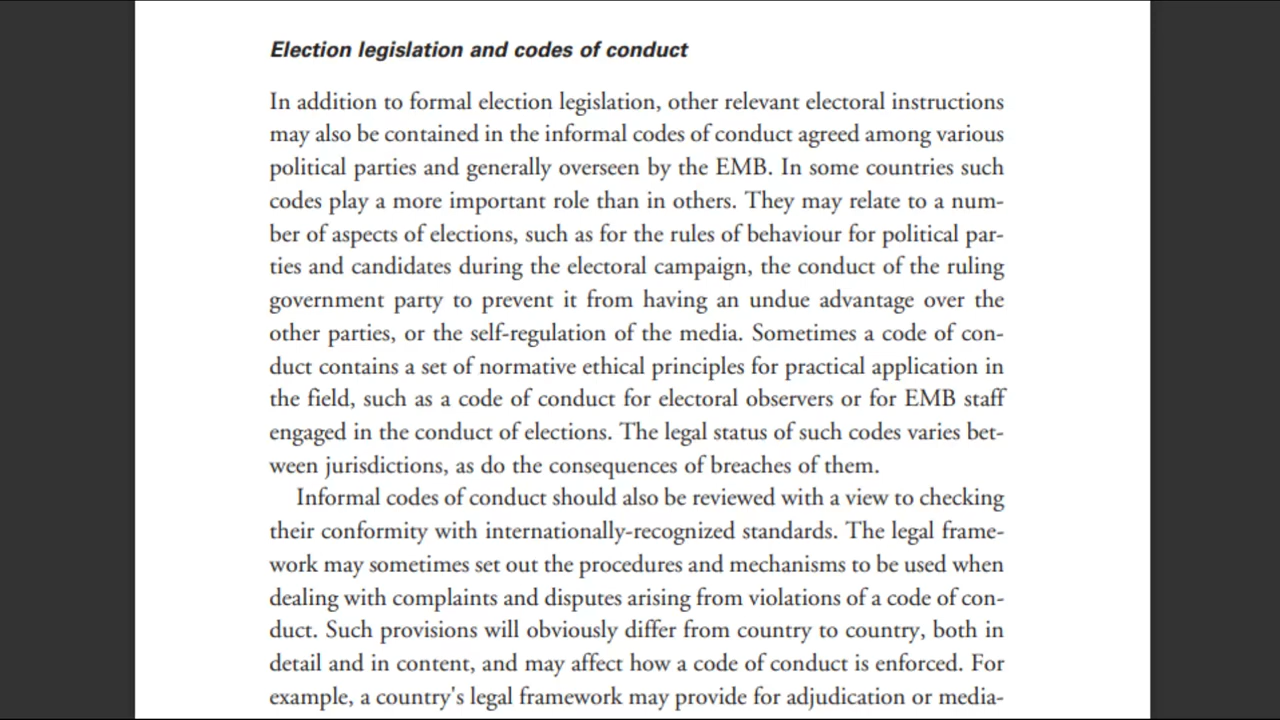 Election legislation and codes of conduct
In addition to formal election legislation, other relevant electoral instructions
may also be contained in the informal codes of conduct agreed among various
political parties and generally overseen by the EMB. In some countries such
codes play a more important role than in others. They may relate to a num-
ber of aspects of elections, such as for the rules of behaviour for political par-
ties and candidates during the electoral campaign, the conduct of the ruling
government party to prevent it from having an undue advantage over the
other parties, or the self-regulation of the media. Sometimes a code of con-
duct contains a set of normative ethical principles for practical application in
the field, such as a code of conduct for electoral observers or for EMB staff
engaged in the conduct of elections. The legal status of such codes varies bet-
ween jurisdictions, as do the consequences of breaches of them.
Informal codes of conduct should also be reviewed with a view to checking
their conformity with internationally-recognized standards. The legal frame-
work may sometimes set out the procedures and mechanisms to be used when
dealing with complaints and disputes arising from violations of a code of con-
duct. Such provisions will obviously differ from country to country, both in
detail and in content, and may affect how a code of conduct is enforced. For
example, a country's legal framework may provide for adjudication or media-